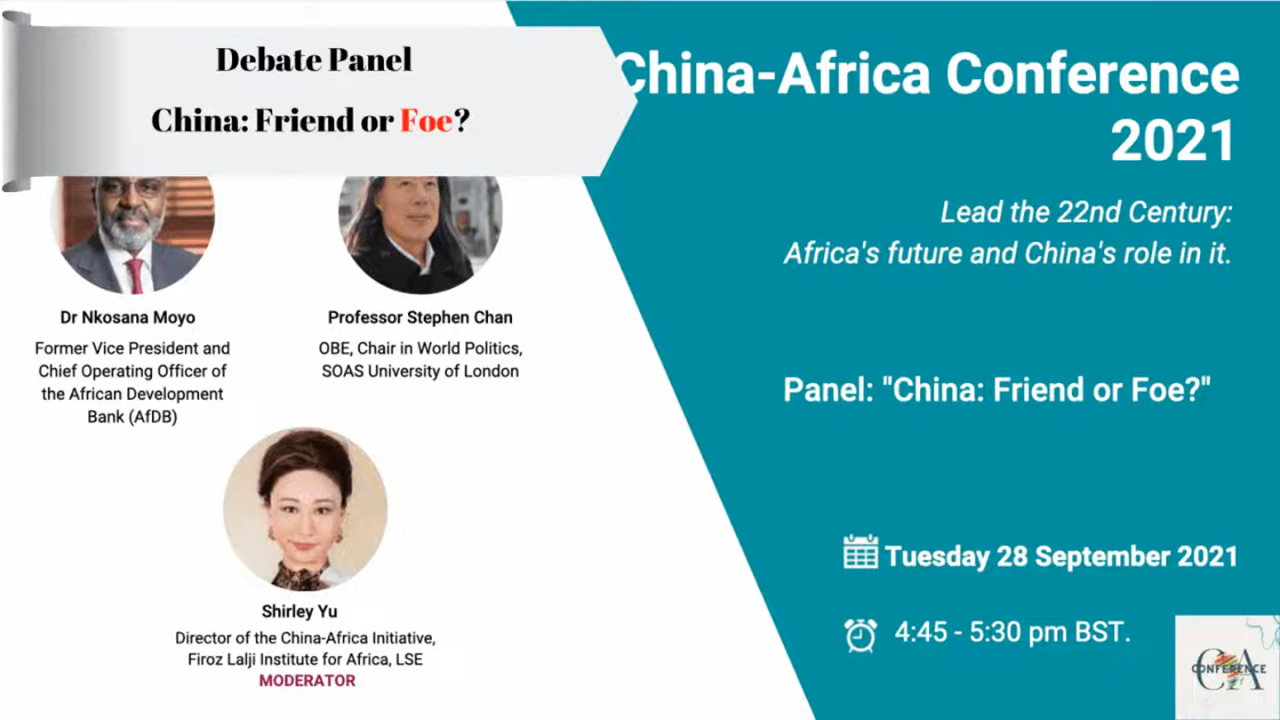 Debate Panel
China: Friend or Foe?
China-Africa Conference
2021
Lead the 22nd Century:
Africa's future and China's role in it.
Dr Nkosana Moyo
Former Vice President and
Chief Operating Officer of
the African Development
Bank (AfDB)
Professor Stephen Chan
OBE, Chair in World Politics,
SOAS University of London
Panel: "China: Friend or Foe?"
Shirley Yu
Director of the China-Africa Initiative,
Firoz Lalji Institute for Africa, LSE
MODERATOR
Tuesday 28 September 2021
4:45 - 5:30 pm BST.
CA
CONFERENCE